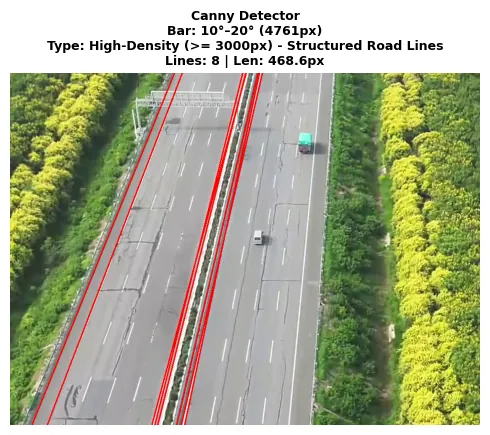 Canny Detector
Bar: 10°–20° (4761px)
Type: High-Density (>= 3000px) - Structured Road Lines
Lines: 8 | Len: 468.6px